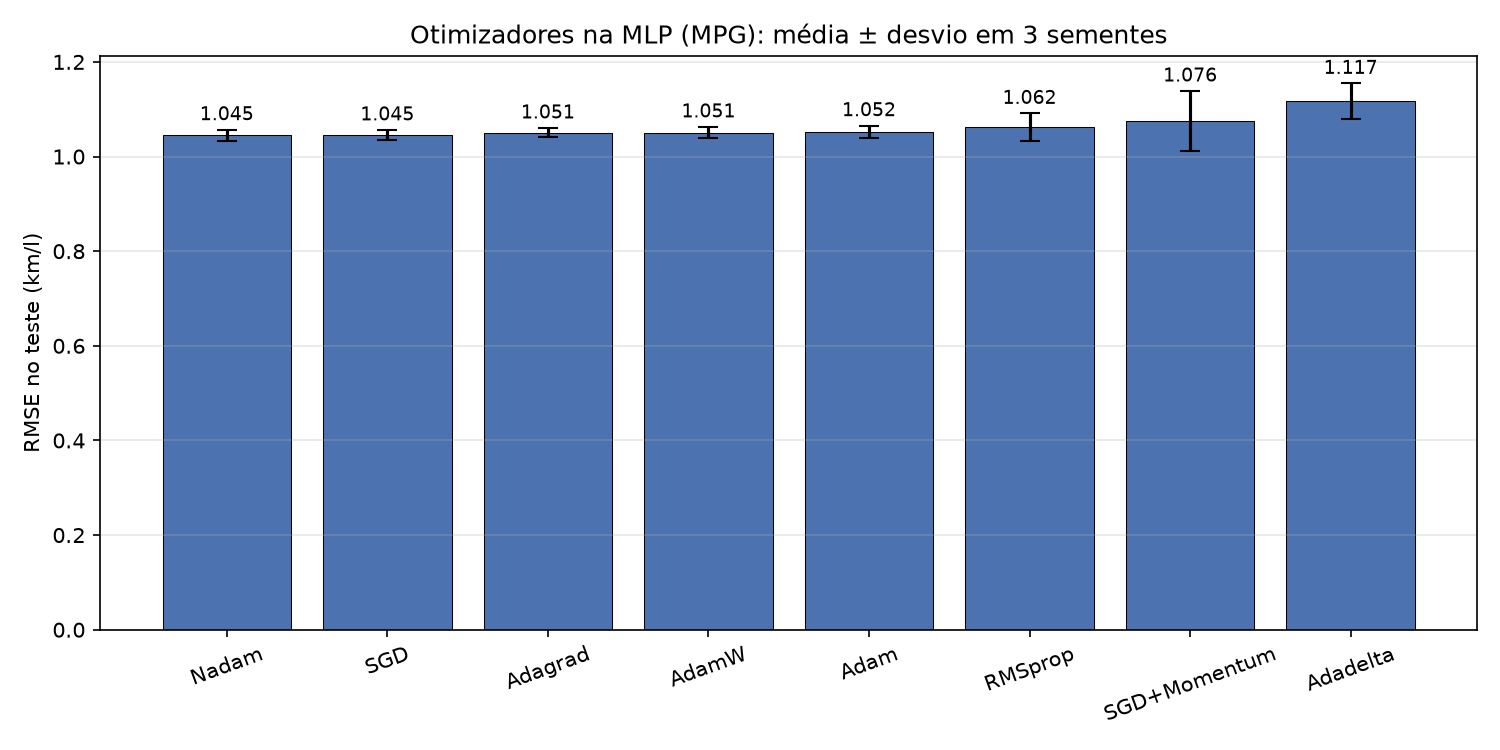 Otimizadores na MLP (MPG): média ± desvio em 3 sementes
RMSE no teste (km/l)
1.2
1.0
0.8
0.6
0.4
0.2
0.0
1.045
1.045
1.051
1.051
1.052
1.062
1.076
1.117
Nadam
SGD
Adagrad
AdamW
Adam
RMSprop
SGD+Momentum
Adadelta